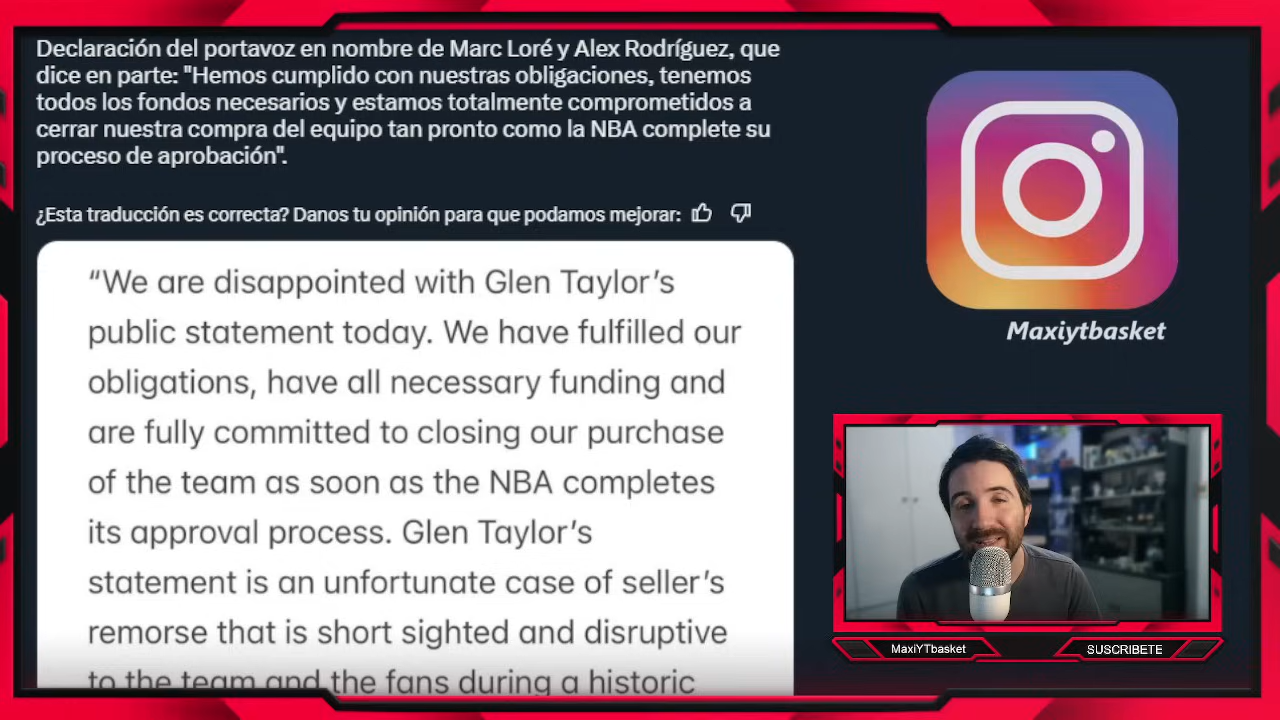 Declaración del portavoz en nombre de Marc Loré y Alex Rodríguez, que
dice en parte: "Hemos cumplido con nuestras obligaciones, tenemos
todos los fondos necesarios y estamos totalmente comprometidos a
cerrar nuestra compra del equipo tan pronto como la NBA complete su
proceso de aprobación".
¿Esta traducción es correcta? Danos tu opinión para que podamos mejorar:
“We are disappointed with Glen Taylor’s
public statement today. We have fulfilled our
obligations, have all necessary funding and
are fully committed to closing our purchase
of the team as soon as the NBA completes
its approval process. Glen Taylor’s
statement is an unfortunate case of seller’s
remorse that is short sighted and disruptive
to the team and the fans during a historic
Maxiytbasket
MaxiYTbasket
SUSCRIBETE